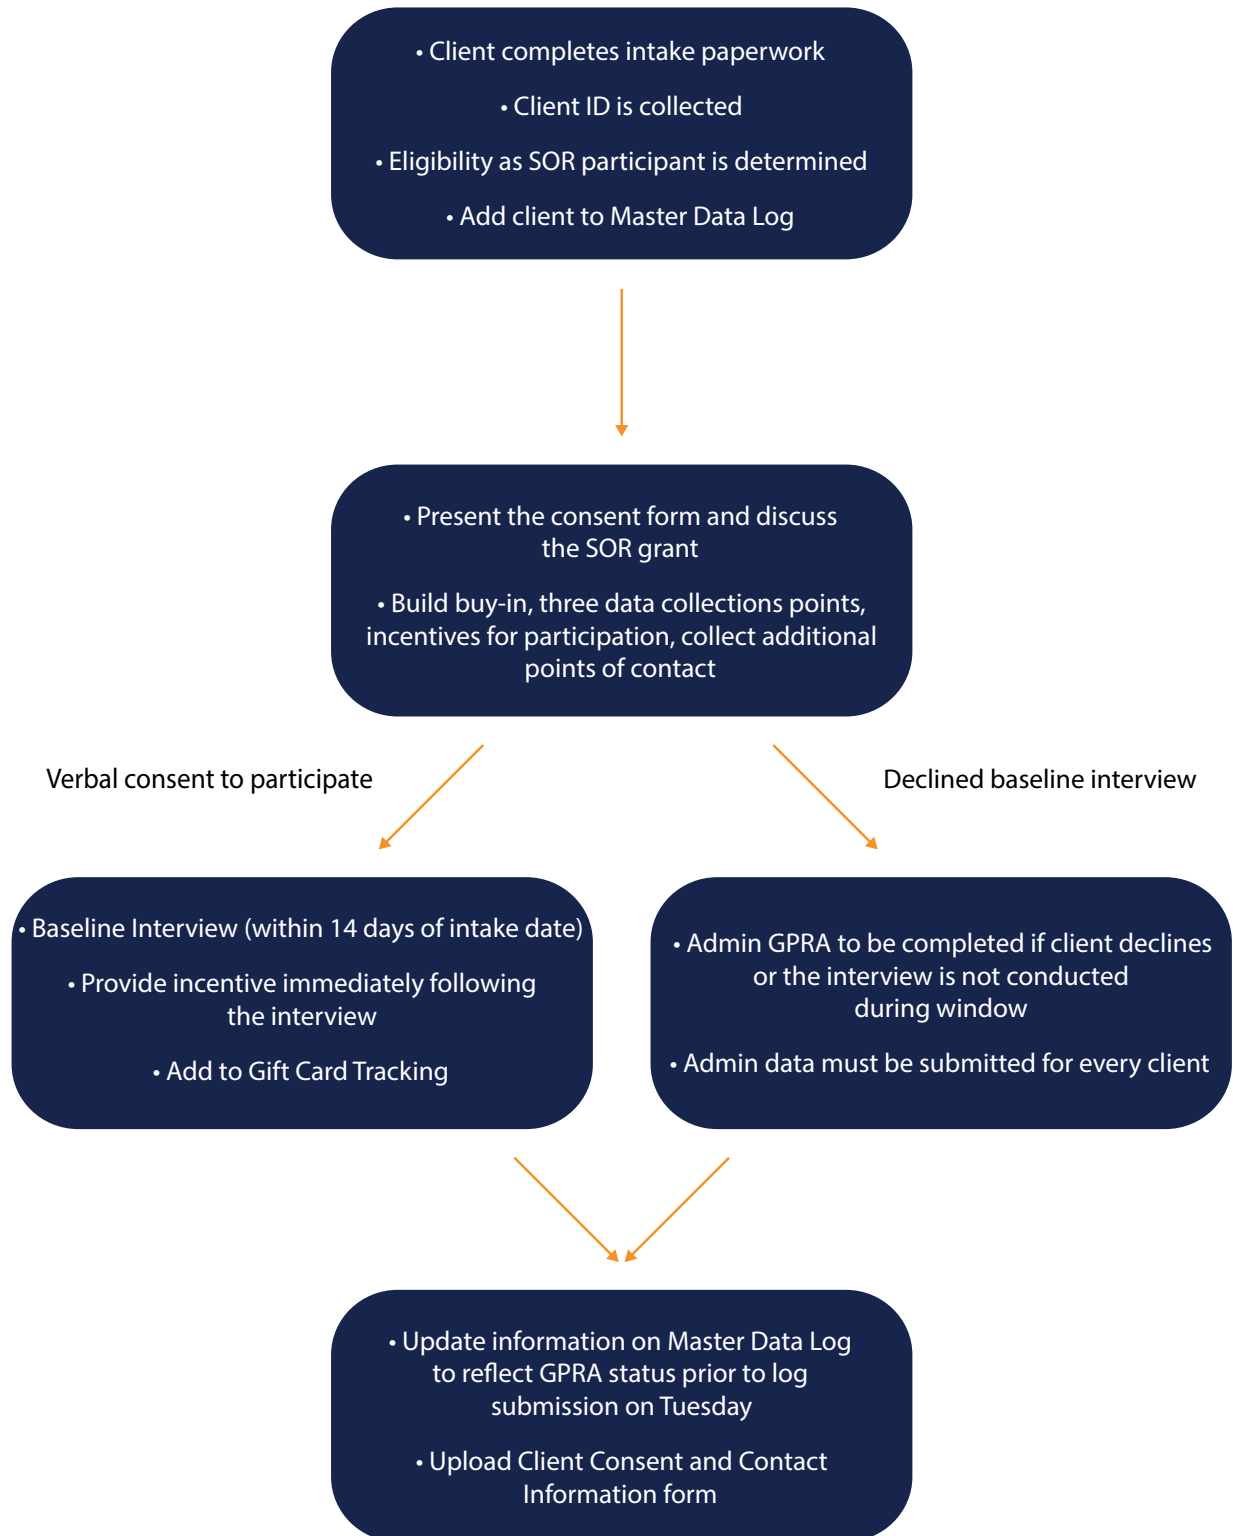 • Client completes intake paperwork
• Client ID is collected
• Eligibility as SOR participant is determined
• Add client to Master Data Log
• Present the consent form and discuss
the SOR grant
• Build buy-in, three data collections points,
incentives for participation, collect additional
points of contact
Verbal consent to participate
Declined baseline interview
• Baseline Interview (within 14 days of intake date)
• Provide incentive immediately following
the interview
• Add to Gift Card Tracking
• Admin GPRA to be completed if client declines
or the interview is not conducted
during window
• Admin data must be submitted for every client
• Update information on Master Data Log
to reflect GPRA status prior to log
submission on Tuesday
• Upload Client Consent and Contact
Information form